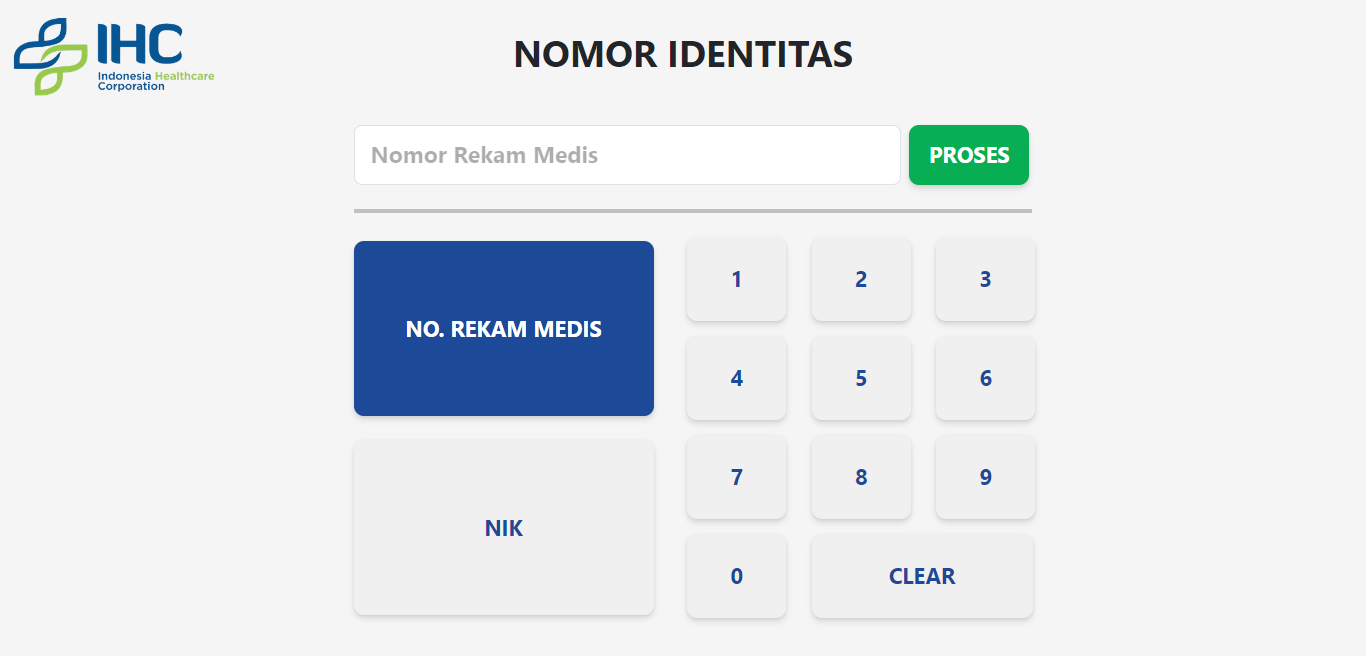 IHC
Indonesia Healthcare
Corporation
NOMOR IDENTITAS
Nomor Rekam Medis
PROSES
NO. REKAM MEDIS
NIK
1 2 3
4 5 6
7 8 9
0 CLEAR